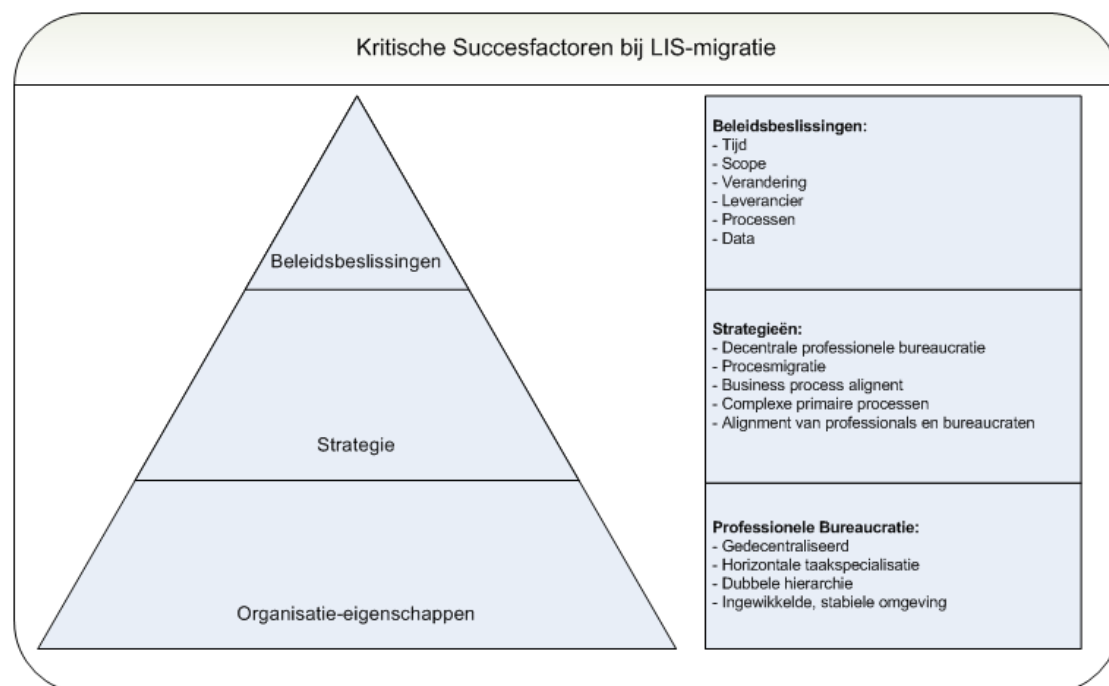 Kritische Succesfactoren bij LIS-migratie
Beleidsbeslissingen
Strategie
Organisatie-eigenschappen
Beleidsbeslissingen:
- Tijd
- Scope
- Verandering
- Leverancier
- Processen
- Data
Strategieën:
- Decentrale professionele bureaucratie
- Procesmigratie
- Business process alignent
- Complexe primaire processen
- Alignment van professionals en bureaucraten
Professionele Bureaucratie:
- Gedecentraliseerd
- Horizontale taakspecialisatie
- Dubbele hierarchie
- Ingewikkelde, stabiele omgeving